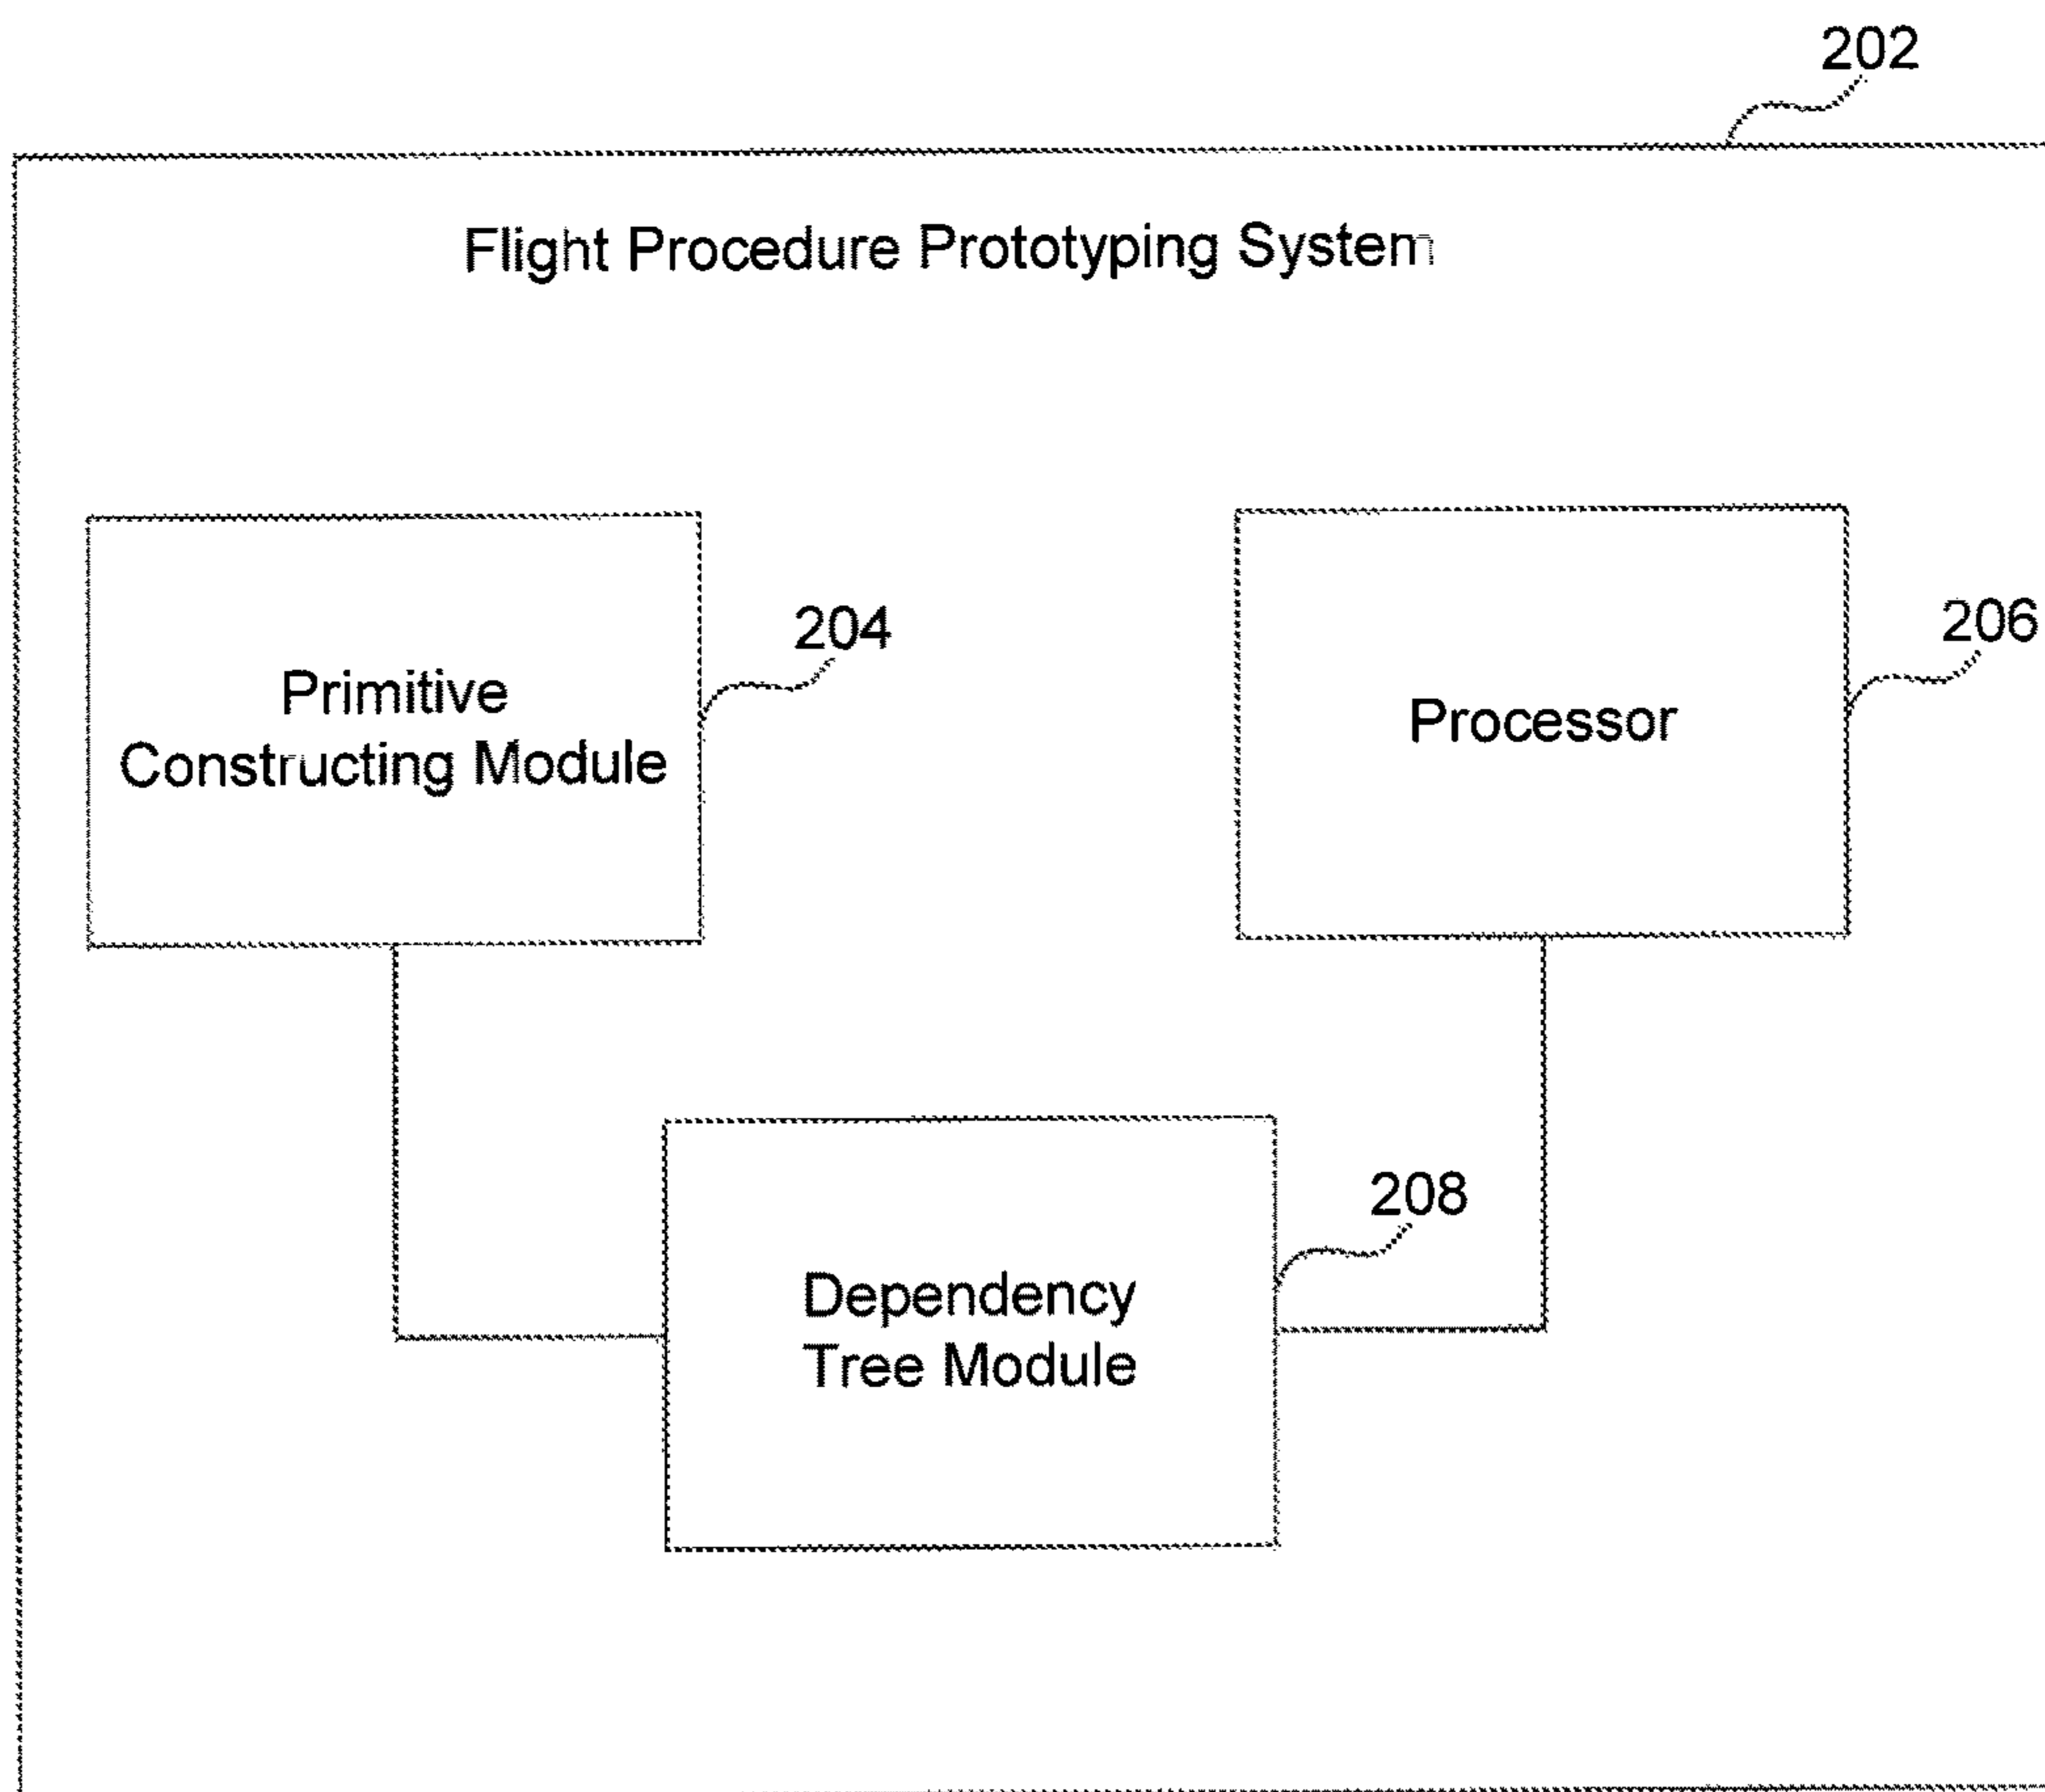 202
Flight Procedure Prototyping System
204
206
Primitive
Constructing Module
Processor
208
Dependency
Tree Module